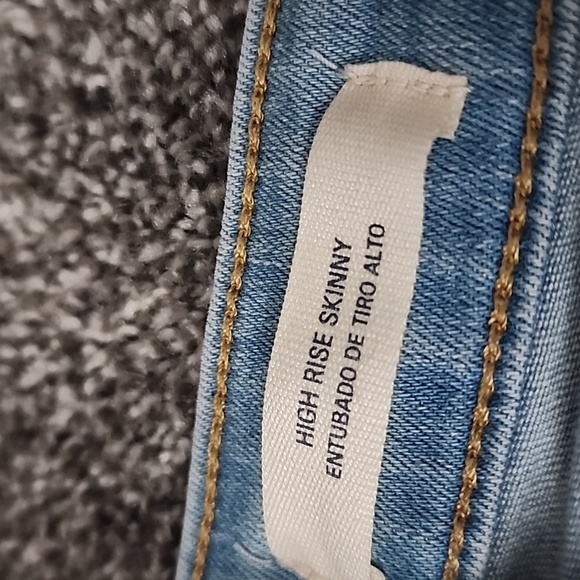 HIGH RISE SKINNY
ENTUBADO DE TIRO ALTO